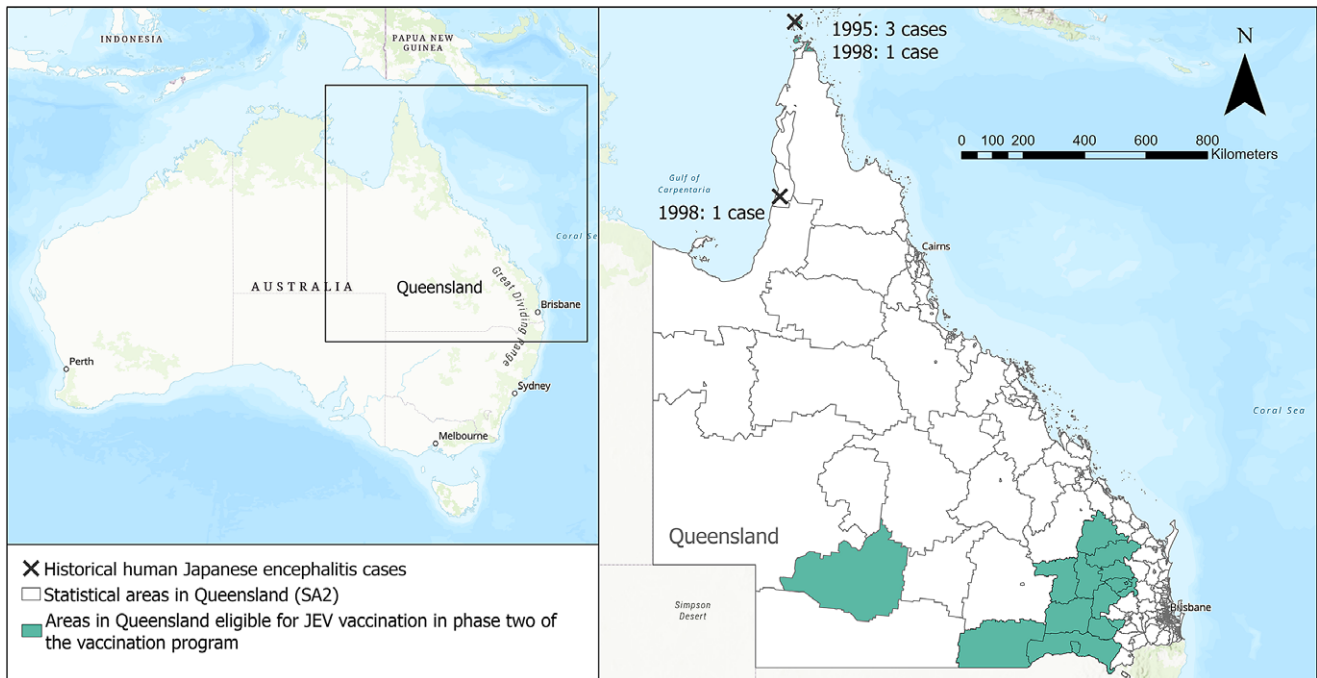 INDONESIA
PAPUA NEW
GUINEA
AUSTRALIA
Queensland
Great Dividing Range
Coral Se
Brisbane
Perth
Sydney
Melbourne
Historical human Japanese encephalitis cases
Statistical areas in Queensland (SA2)
Areas in Queensland eligible for JEV vaccination in phase two of
the vaccination program
1995: 3 cases
1998: 1 case
N
0 100 200 400 600 800
Kilometers
Gulf of
Carpentaria
1998: 1 case
Cairns
Coral Sea
Queensland
Simpson
Desert
Brisbane